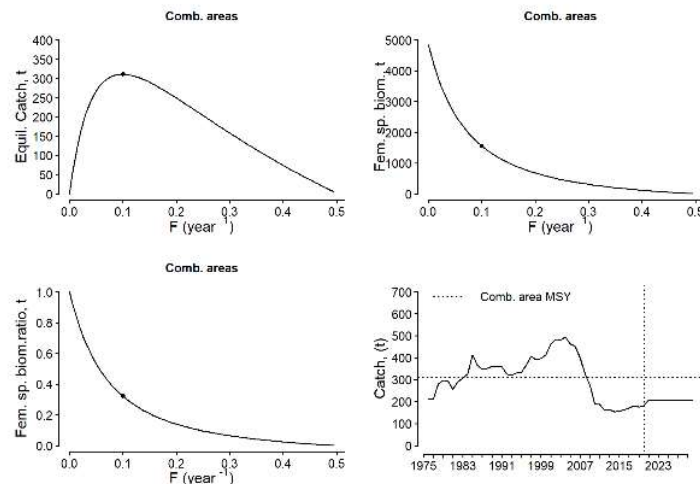 Comb. areas
Equil. Catch, t
400
350
300
250
200
150
100
50
0
0.0 0.1 0.2 0.3 0.4 0.5
F (year⁻¹)
Comb. areas
Fem. sp. biom., t
5000
4000
3000
2000
1000
0
0.0 0.1 0.2 0.3 0.4 0.5
F (year⁻¹)
Comb. areas
Fem. sp. biom.ratio, t
1.0
0.8
0.6
0.4
0.2
0.0
0.0 0.1 0.2 0.3 0.4 0.5
F (year⁻¹)
Catch, (t)
700
600
500
400
300
200
100
0
Comb. area MSY
1975 1983 1991 1999 2007 2015 2023